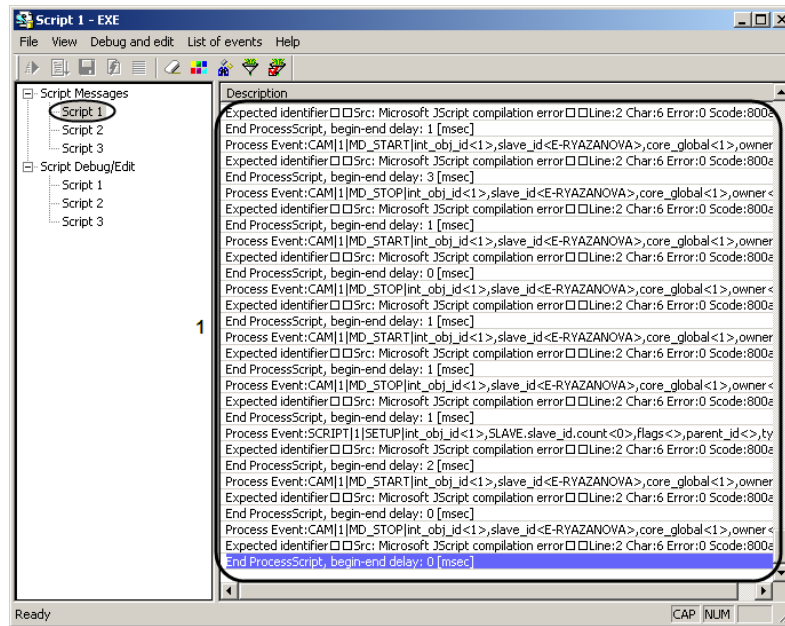 Script 1 - EXE
File View Debug and edit List of events Help
Script Messages
Script 1
Script 2
Script 3
Script Debug/Edit
Script 1
Script 2
Script 3
1
Description
Expected identifier□□Src: Microsoft JScript compilation error□□Line:2 Char:6 Error:0 Scode:800a
End ProcessScript, begin-end delay: 1 [msec]
Process Event:CAM|1|MD_START|int_obj_id<1>,slave_id<E-RYAZANOVA>,core_global<1>,owner
Expected identifier□□Src: Microsoft JScript compilation error□□Line:2 Char:6 Error:0 Scode:800a
End ProcessScript, begin-end delay: 3 [msec]
Process Event:CAM|1|MD_STOP|int_obj_id<1>,slave_id<E-RYAZANOVA>,core_global<1>,owner<
Expected identifier□□Src: Microsoft JScript compilation error□□Line:2 Char:6 Error:0 Scode:800a
End ProcessScript, begin-end delay: 1 [msec]
Process Event:CAM|1|MD_START|int_obj_id<1>,slave_id<E-RYAZANOVA>,core_global<1>,owner
Expected identifier□□Src: Microsoft JScript compilation error□□Line:2 Char:6 Error:0 Scode:800a
End ProcessScript, begin-end delay: 0 [msec]
Process Event:CAM|1|MD_STOP|int_obj_id<1>,slave_id<E-RYAZANOVA>,core_global<1>,owner<
Expected identifier□□Src: Microsoft JScript compilation error□□Line:2 Char:6 Error:0 Scode:800a
End ProcessScript, begin-end delay: 1 [msec]
Process Event:CAM|1|MD_START|int_obj_id<1>,slave_id<E-RYAZANOVA>,core_global<1>,owner
Expected identifier□□Src: Microsoft JScript compilation error□□Line:2 Char:6 Error:0 Scode:800a
End ProcessScript, begin-end delay: 1 [msec]
Process Event:CAM|1|MD_STOP|int_obj_id<1>,slave_id<E-RYAZANOVA>,core_global<1>,owner<
Expected identifier□□Src: Microsoft JScript compilation error□□Line:2 Char:6 Error:0 Scode:800a
End ProcessScript, begin-end delay: 1 [msec]
Process Event:SCRIPT|1|SETUP|int_obj_id<1>,SLAVE.slave_id.count<0>,flags<>,parent_id<>,ty
Expected identifier□□Src: Microsoft JScript compilation error□□Line:2 Char:6 Error:0 Scode:800a
End ProcessScript, begin-end delay: 2 [msec]
Process Event:CAM|1|MD_START|int_obj_id<1>,slave_id<E-RYAZANOVA>,core_global<1>,owner
Expected identifier□□Src: Microsoft JScript compilation error□□Line:2 Char:6 Error:0 Scode:800a
End ProcessScript, begin-end delay: 0 [msec]
Process Event:CAM|1|MD_STOP|int_obj_id<1>,slave_id<E-RYAZANOVA>,core_global<1>,owner<
Expected identifier□□Src: Microsoft JScript compilation error□□Line:2 Char:6 Error:0 Scode:800a
End ProcessScript, begin-end delay: 0 [msec]
Ready
CAP NUM